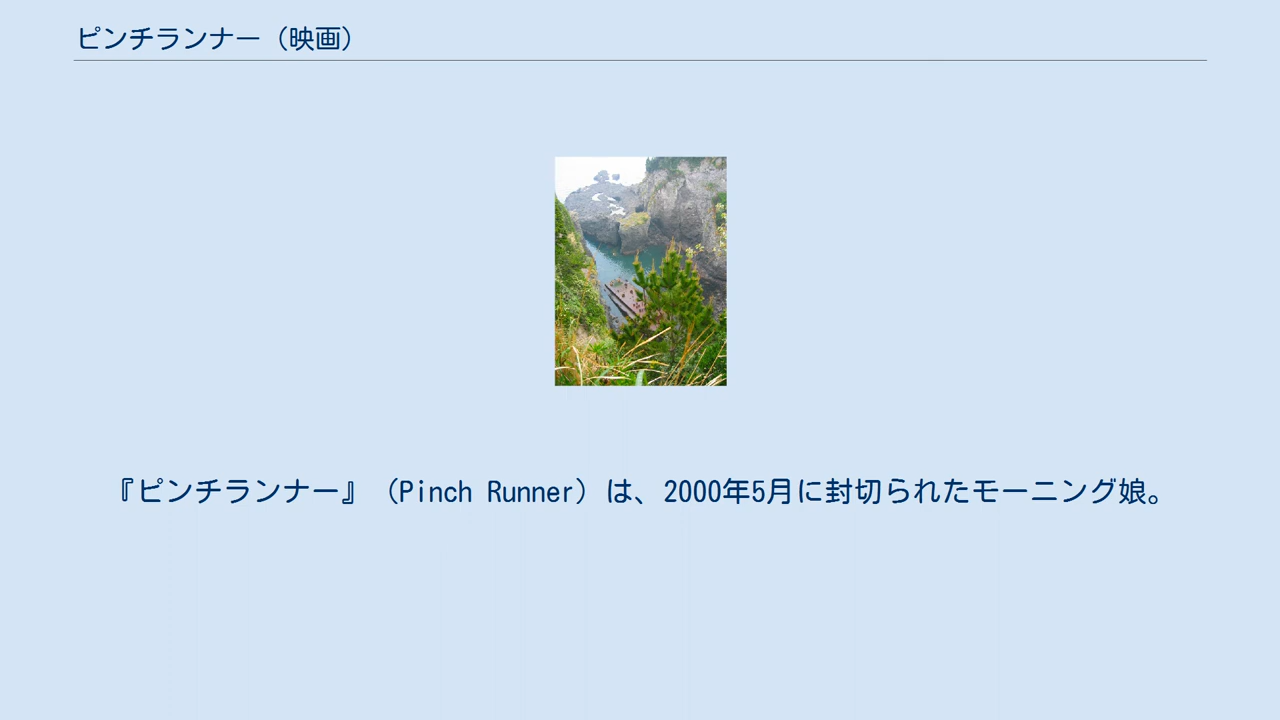 ピンチランナー（映画）
『ピンチランナー』（Pinch Runner）は、2000年5月に封切られたモーニング娘。